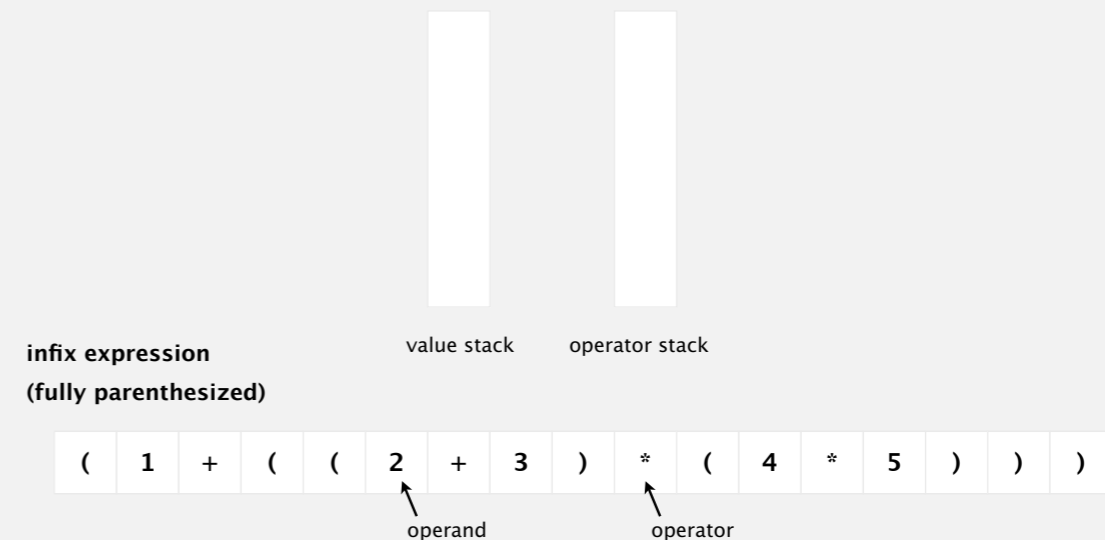 value stack operator stack
infix expression
(fully parenthesized)
( 1 + ( ( 2 + 3 ) * ( 4 * 5 ) ) )
operand operator